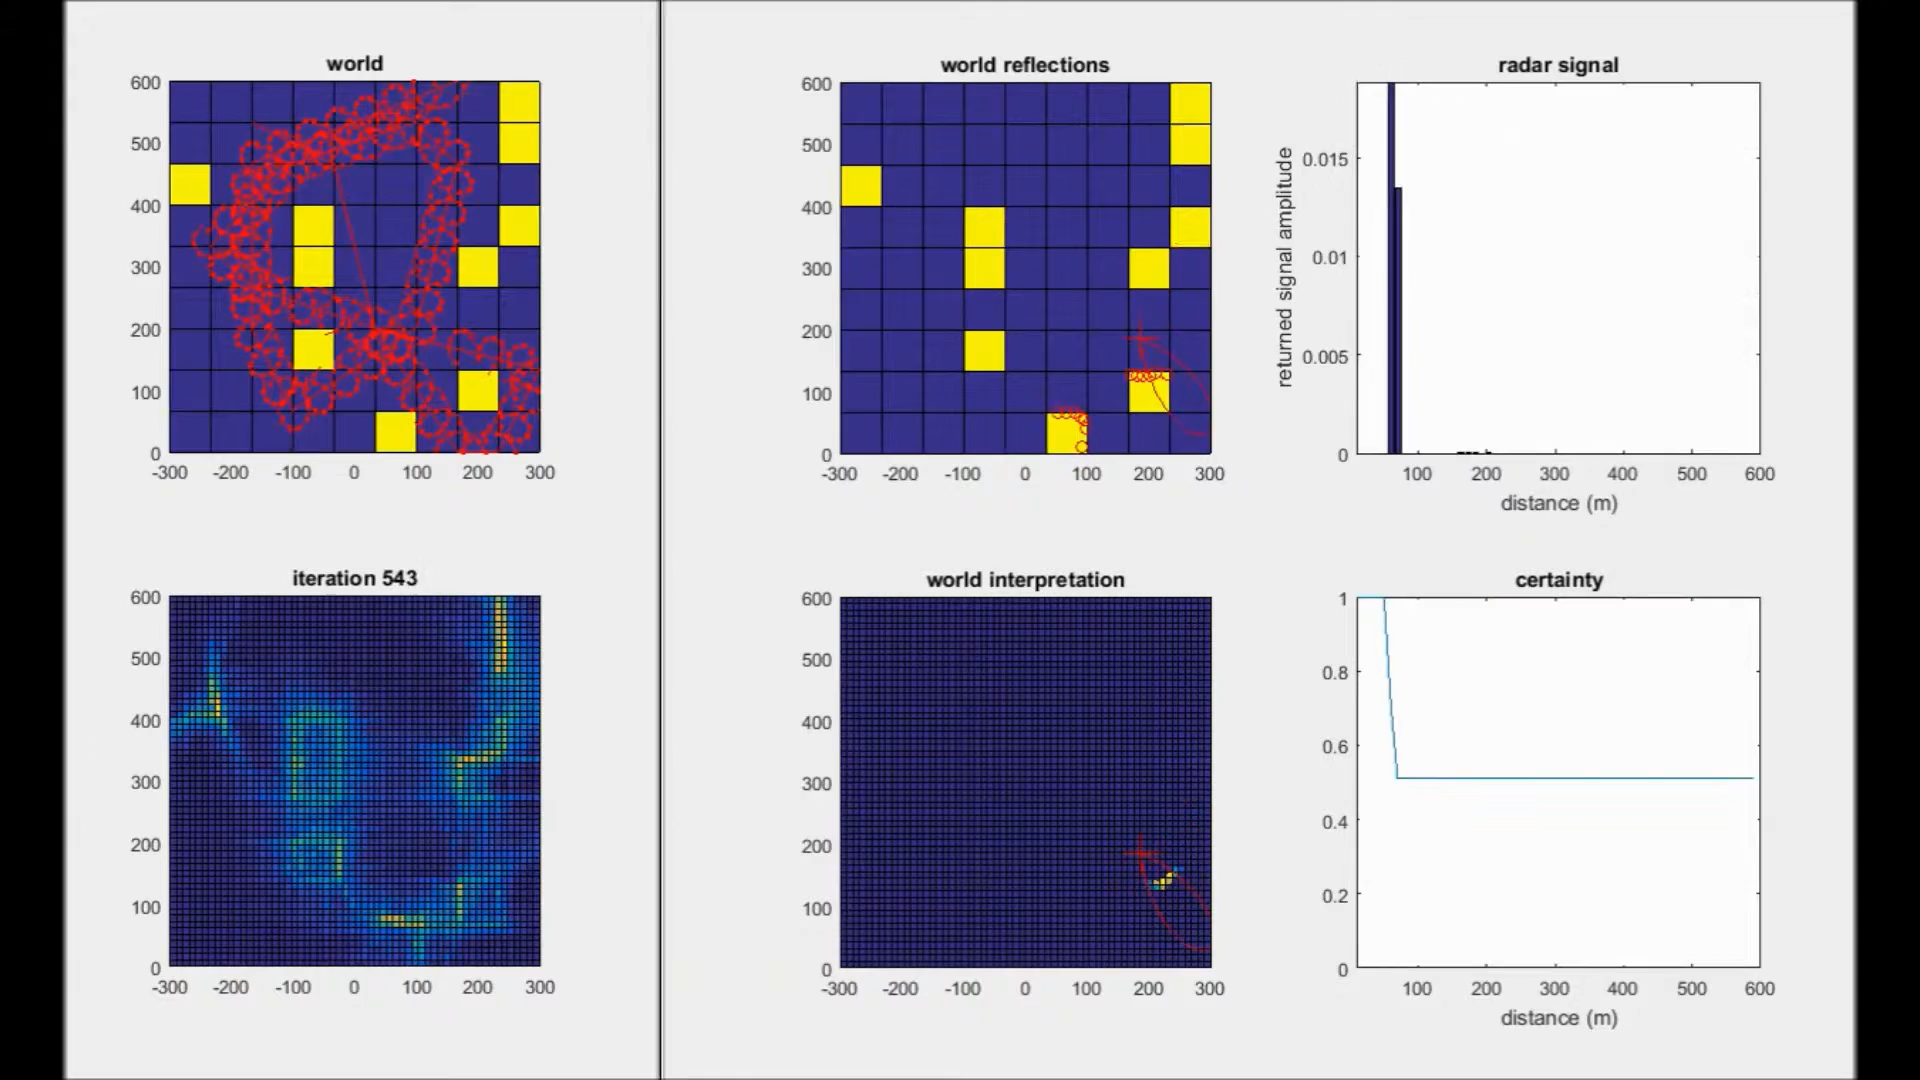 world
600
500
400
300
200
100
0
-300 -200 -100 0 100 200 300
world reflections
600
500
400
300
200
100
0
-300 -200 -100 0 100 200 300
radar signal
returned signal amplitude
0.015
0.01
0.005
0
100 200 300 400 500 600
distance (m)
iteration 543
600
500
400
300
200
100
0
-300 -200 -100 0 100 200 300
world interpretation
600
500
400
300
200
100
0
-300 -200 -100 0 100 200 300
certainty
1
0.8
0.6
0.4
0.2
0
100 200 300 400 500 600
distance (m)